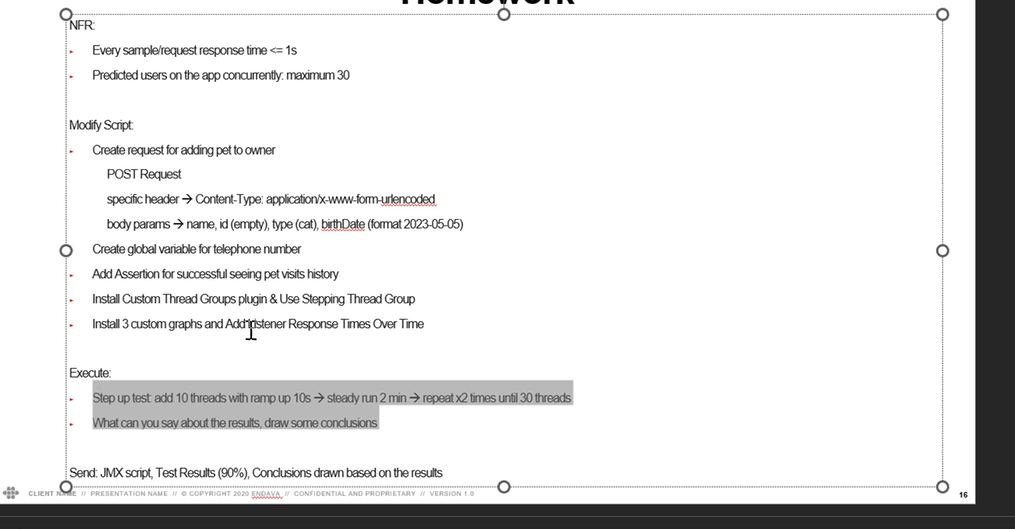 Homework
NFR:
Every sample/request response time <= 1s
Predicted users on the app concurrently: maximum 30
Modify Script:
Create request for adding pet to owner
POST Request
specific header → Content-Type: application/x-www-form-urlencoded
body params → name, id (empty), type (cat), birthDate (format 2023-05-05)
Create global variable for telephone number
Add Assertion for successful seeing pet visits history
Install Custom Thread Groups plugin & Use Stepping Thread Group
Install 3 custom graphs and Add listener Response Times Over Time
Execute:
Step up test: add 10 threads with ramp up 10s → steady run 2 min → repeat x2 times until 30 threads
What can you say about the results, draw some conclusions
Send: JMX script, Test Results (90%), Conclusions drawn based on the results
CLIENT NAME // PRESENTATION NAME // © COPYRIGHT 2020 ENDAVA // CONFIDENTIAL AND PROPRIETARY // VERSION 1.0
16